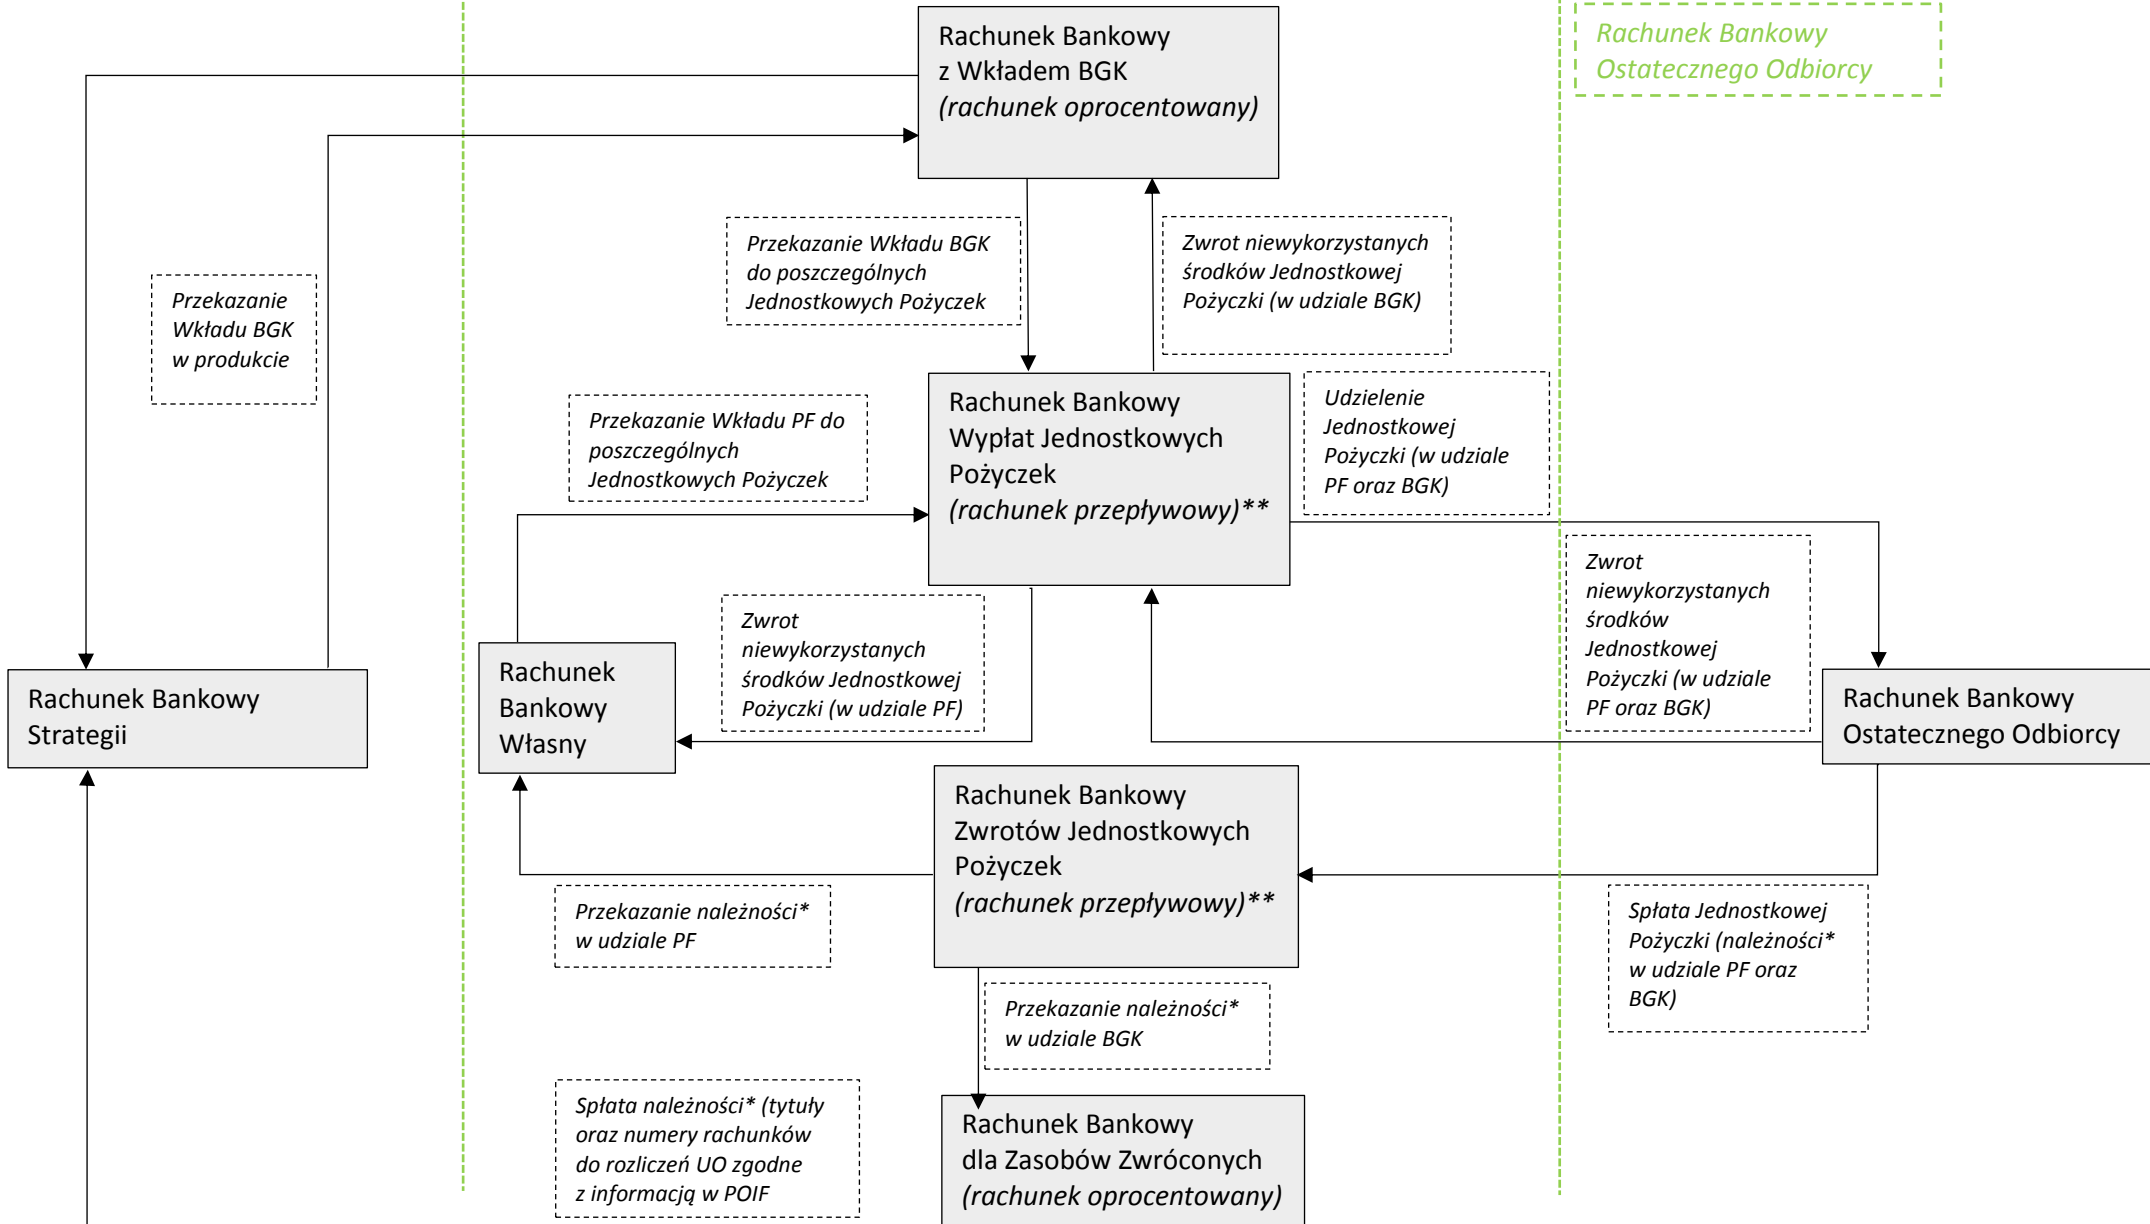 Rachunek Bankowy
z Wkładem BGK
(rachunek oprocentowany)
Rachunek Bankowy
Ostatecznego Odbiorcy
Przekazanie Wkładu BGK
do poszczególnych
Jednostkowych Pożyczek
Zwrot niewykorzystanych
środków Jednostkowej
Pożyczki (w udziale BGK)
Przekazanie
Wkładu BGK
w produkcie
Przekazanie Wkładu PF do
poszczególnych
Jednostkowych Pożyczek
Rachunek Bankowy
Wypłat Jednostkowych
Pożyczek
(rachunek przepływowy)**
Udzielenie
Jednostkowej
Pożyczki (w udziale
PF oraz BGK)
Zwrot
niewykorzystanych
środków
Jednostkowej
Pożyczki (w udziale
PF oraz BGK)
Zwrot
niewykorzystanych
środków Jednostkowej
Pożyczki (w udziale PF)
Rachunek Bankowy
Strategii
Rachunek
Bankowy
Własny
Rachunek Bankowy
Ostatecznego Odbiorcy
Rachunek Bankowy
Zwrotów Jednostkowych
Pożyczek
(rachunek przepływowy)**
Przekazanie należności*
w udziale PF
Spłata Jednostkowej
Pożyczki (należności*
w udziale PF oraz
BGK)
Przekazanie należności*
w udziale BGK
Spłata należności* (tytuły
oraz numery rachunków
do rozliczeń UO zgodne
z informacją w POIF
Rachunek Bankowy
dla Zasobów Zwróconych
(rachunek oprocentowany)